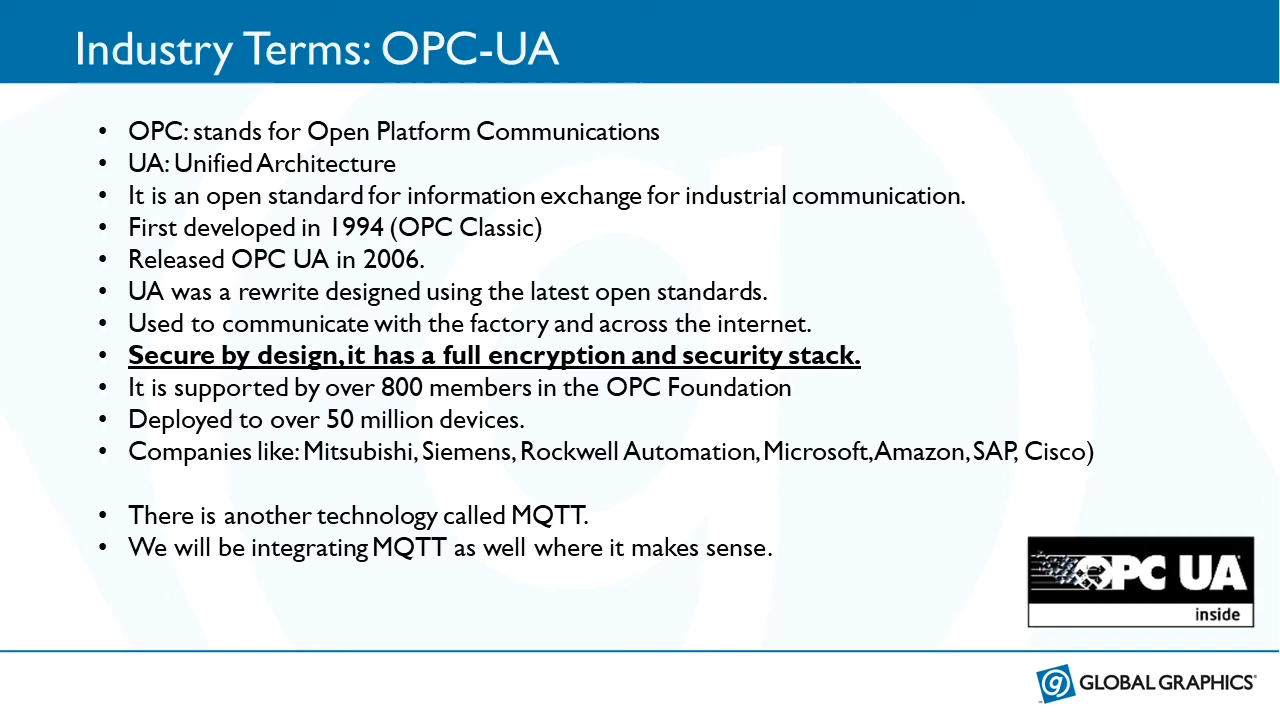 Industry Terms: OPC-UA
• OPC: stands for Open Platform Communications
• UA: Unified Architecture
• It is an open standard for information exchange for industrial communication.
• First developed in 1994 (OPC Classic)
• Released OPC UA in 2006.
• UA was a rewrite designed using the latest open standards.
• Used to communicate with the factory and across the internet.
• Secure by design, it has a full encryption and security stack.
• It is supported by over 800 members in the OPC Foundation
• Deployed to over 50 million devices.
• Companies like: Mitsubishi, Siemens, Rockwell Automation, Microsoft, Amazon, SAP, Cisco)
• There is another technology called MQTT.
• We will be integrating MQTT as well where it makes sense.
OPC UA
inside
g GLOBAL GRAPHICS